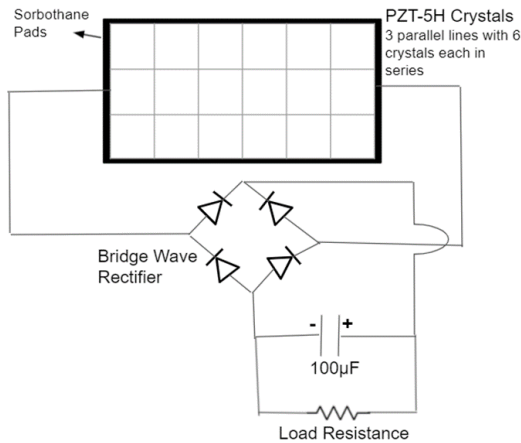 Sorbothane
Pads
PZT-5H Crystals
3 parallel lines with 6
crystals each in
series
Bridge Wave
Rectifier
- +
100μF
Load Resistance